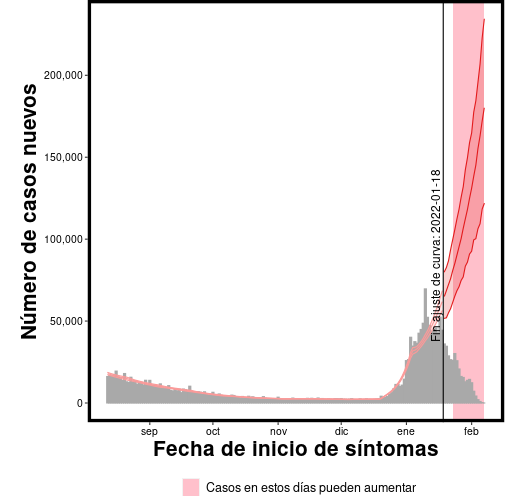 Número de casos nuevos
200,000
150,000
100,000
50,000
0
Fin ajuste de curva: 2022-01-18
sep oct nov dic ene feb
Fecha de inicio de síntomas
Casos en estos días pueden aumentar